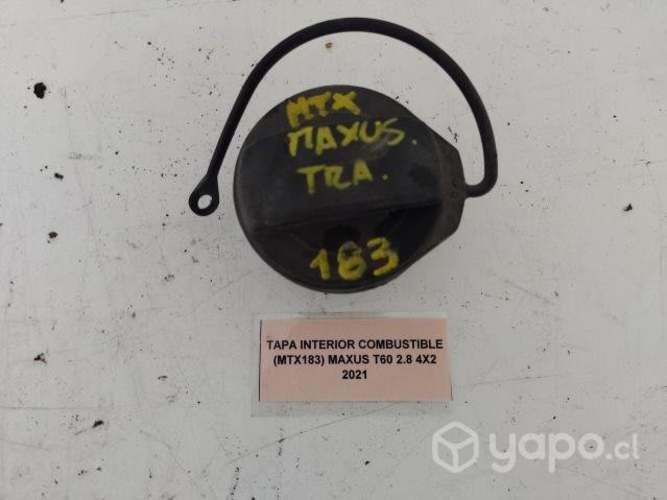 MTX
MAXUS.
TRA.
183
TAPA INTERIOR COMBUSTIBLE
(MTX183) MAXUS T60 2.8 4X2
2021
yapo.cl